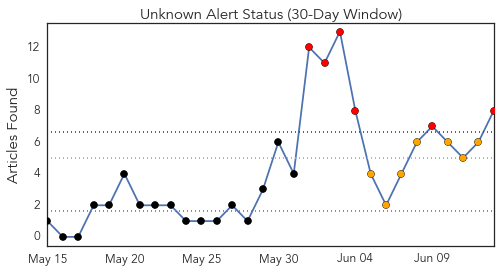 Unknown Alert Status (30-Day Window)
Articles Found
12
10
8
6
4
2
0
May 15 May 20 May 25 May 30 Jun 04 Jun 09